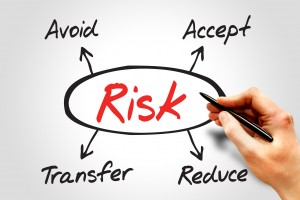 Avoid
Accept
Risk
Transfer
Reduce